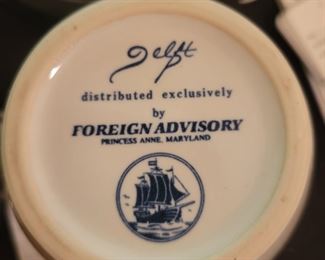 Delft
distributed exclusively
by
FOREIGN ADVISORY
PRINCESS ANNE, MARYLAND